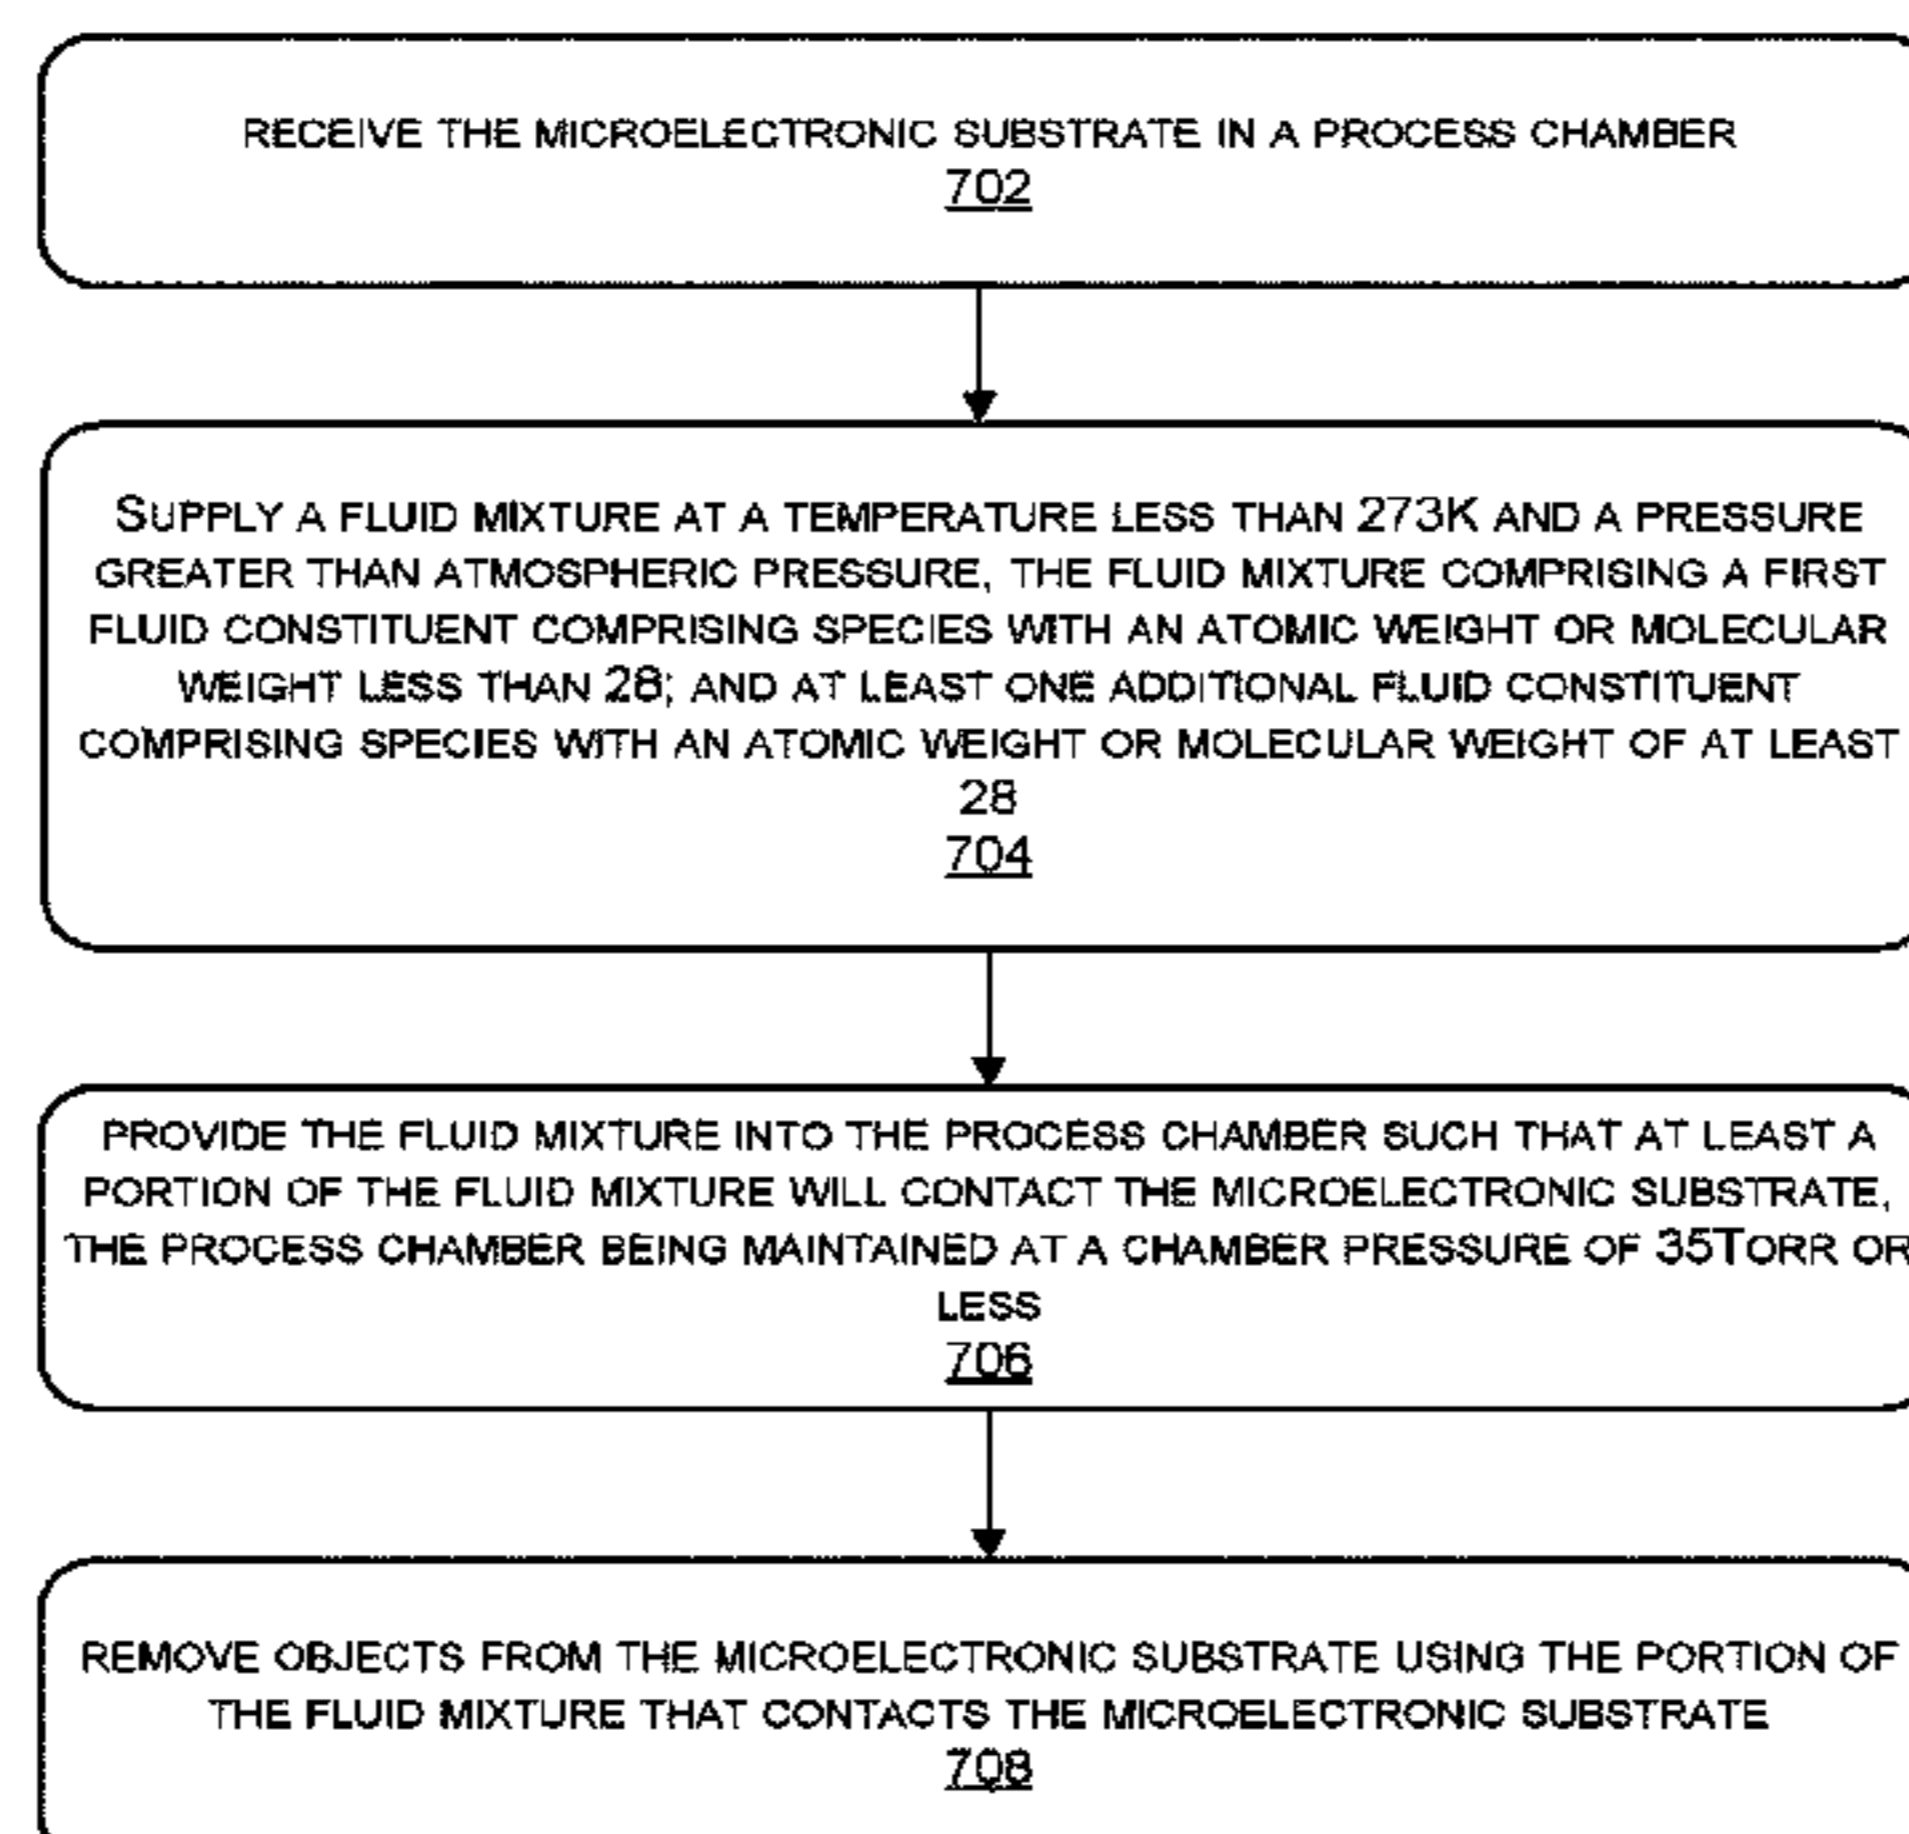 RECEIVE THE MICROELECTRONIC SUBSTRATE IN A PROCESS CHAMBER
702
SUPPLY A FLUID MIXTURE AT A TEMPERATURE LESS THAN 273K AND A PRESSURE
GREATER THAN ATMOSPHERIC PRESSURE, THE FLUID MIXTURE COMPRISING A FIRST
FLUID CONSTITUENT COMPRISING SPECIES WITH AN ATOMIC WEIGHT OR MOLECULAR
WEIGHT LESS THAN 28; AND AT LEAST ONE ADDITIONAL FLUID CONSTITUENT
COMPRISING SPECIES WITH AN ATOMIC WEIGHT OR MOLECULAR WEIGHT OF AT LEAST
28
704
PROVIDE THE FLUID MIXTURE INTO THE PROCESS CHAMBER SUCH THAT AT LEAST A
PORTION OF THE FLUID MIXTURE WILL CONTACT THE MICROELECTRONIC SUBSTRATE,
THE PROCESS CHAMBER BEING MAINTAINED AT A CHAMBER PRESSURE OF 35TORR OR
LESS
706
REMOVE OBJECTS FROM THE MICROELECTRONIC SUBSTRATE USING THE PORTION OF
THE FLUID MIXTURE THAT CONTACTS THE MICROELECTRONIC SUBSTRATE
708